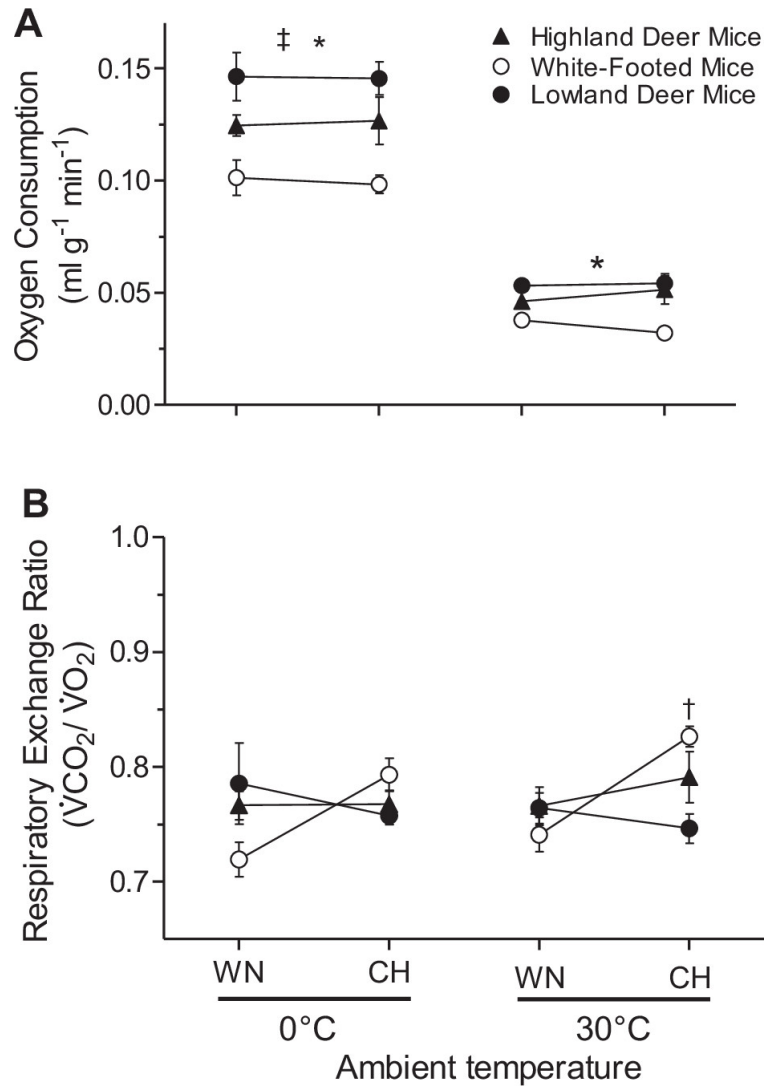 A
‡ *
Highland Deer Mice
White-Footed Mice
Lowland Deer Mice
Oxygen Consumption
(ml g⁻¹ min⁻¹)
0.15
0.10
0.05
0.00
*
B
Respiratory Exchange Ratio
(V̇CO₂/ V̇O₂)
1.0
0.9
0.8
0.7
†
WN CH WN CH
0°C 30°C
Ambient temperature